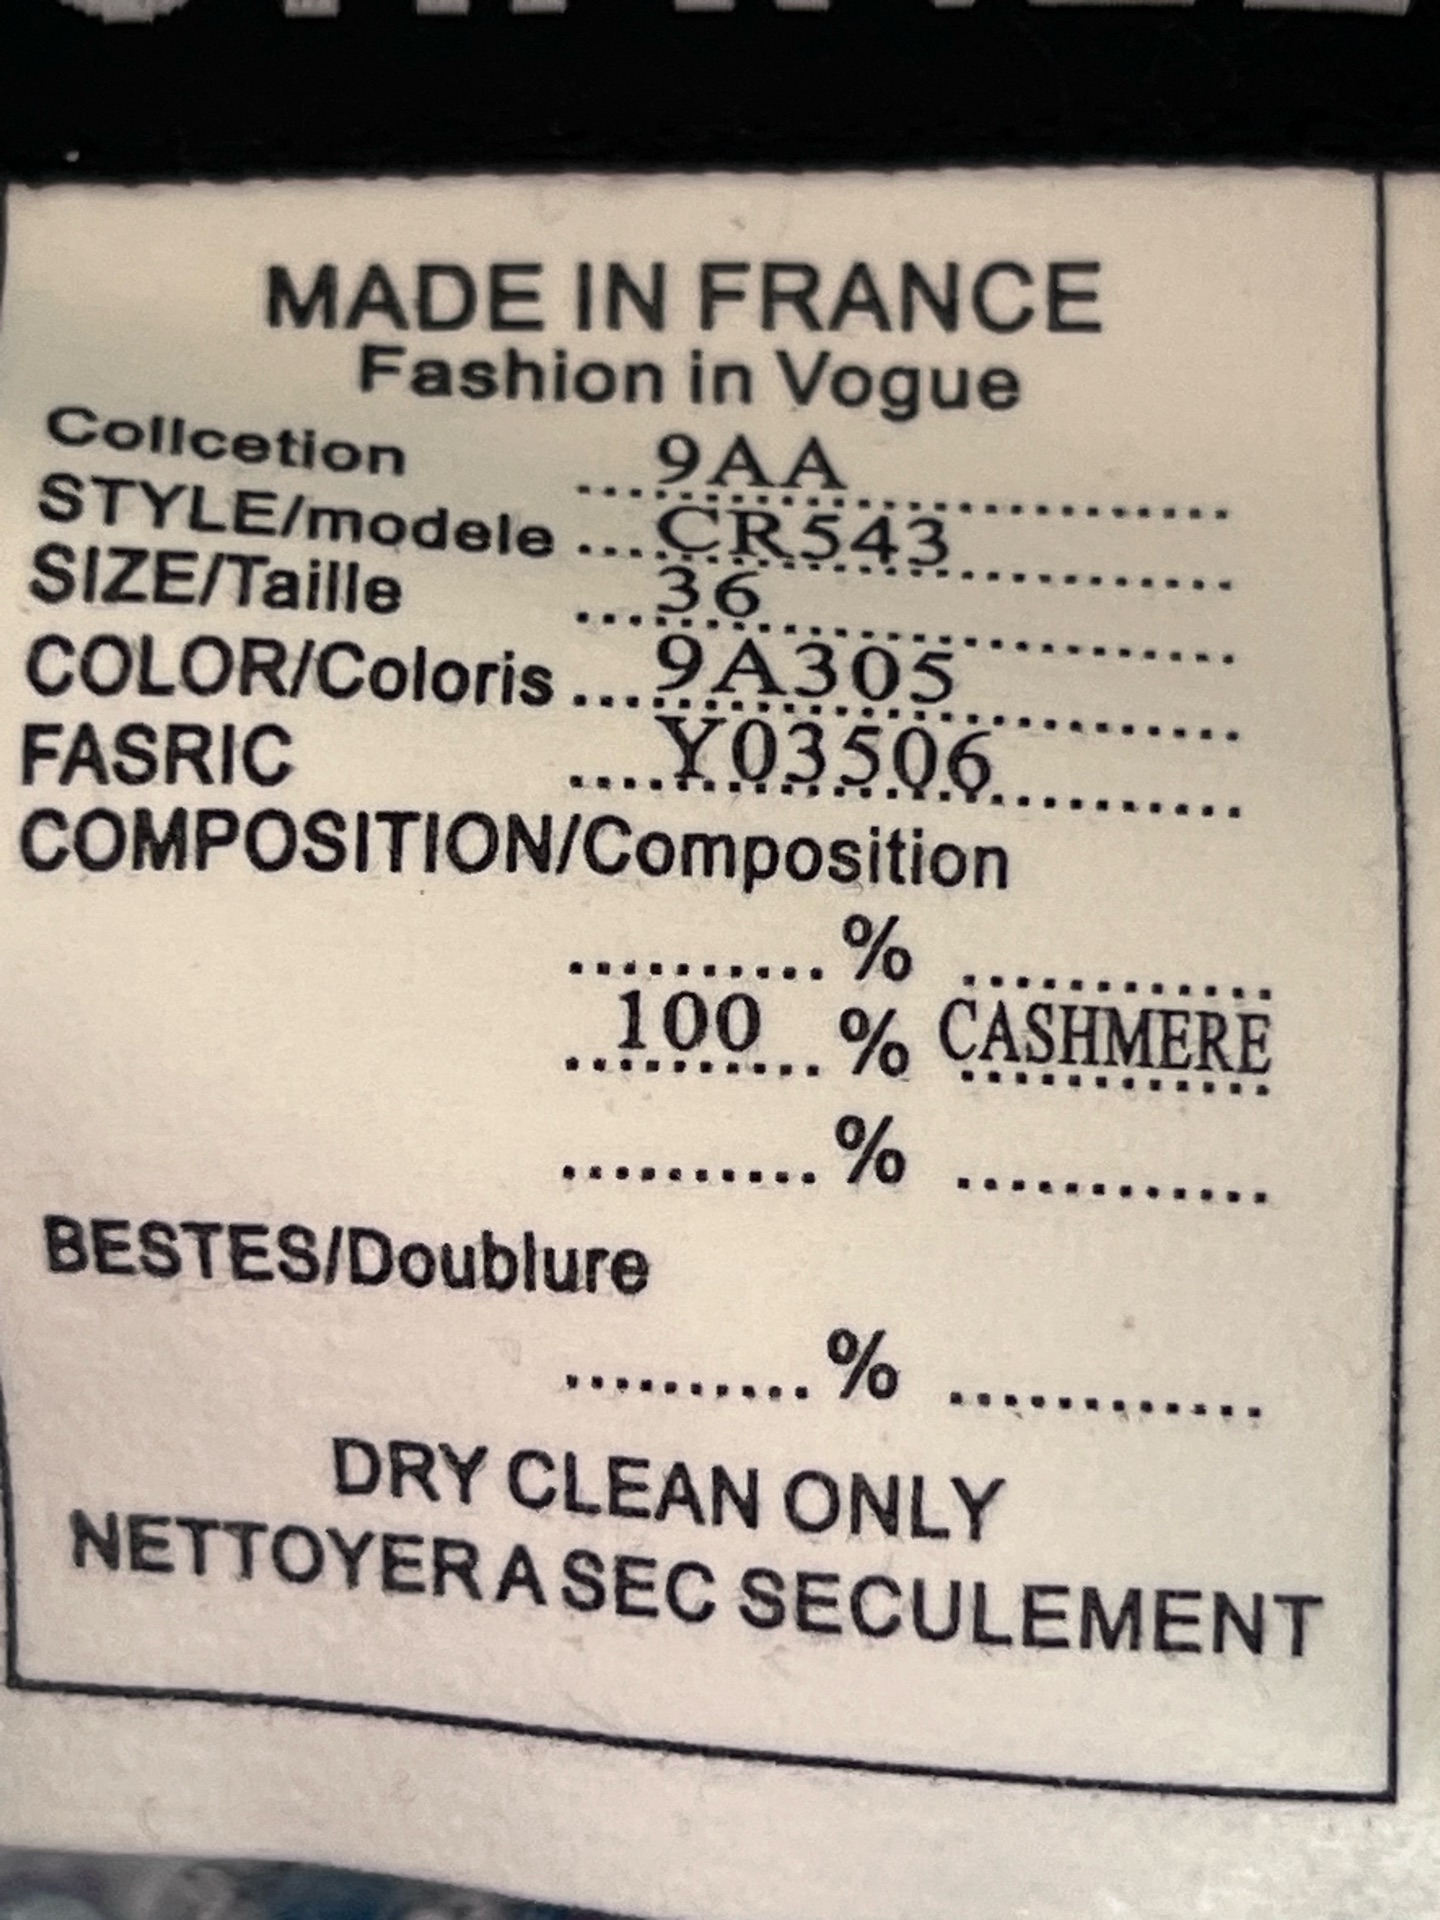 MADE IN FRANCE
Fashion in Vogue
Collcetion 9AA
STYLE/modele CR543
SIZE/Taille 36
COLOR/Coloris 9A305
FASRIC Y03506
COMPOSITION/Composition
.......... % ............
100 % CASHMERE
.......... % ............
BESTES/Doublure
.......... % ............
DRY CLEAN ONLY
NETTOYER A SEC SECULEMENT